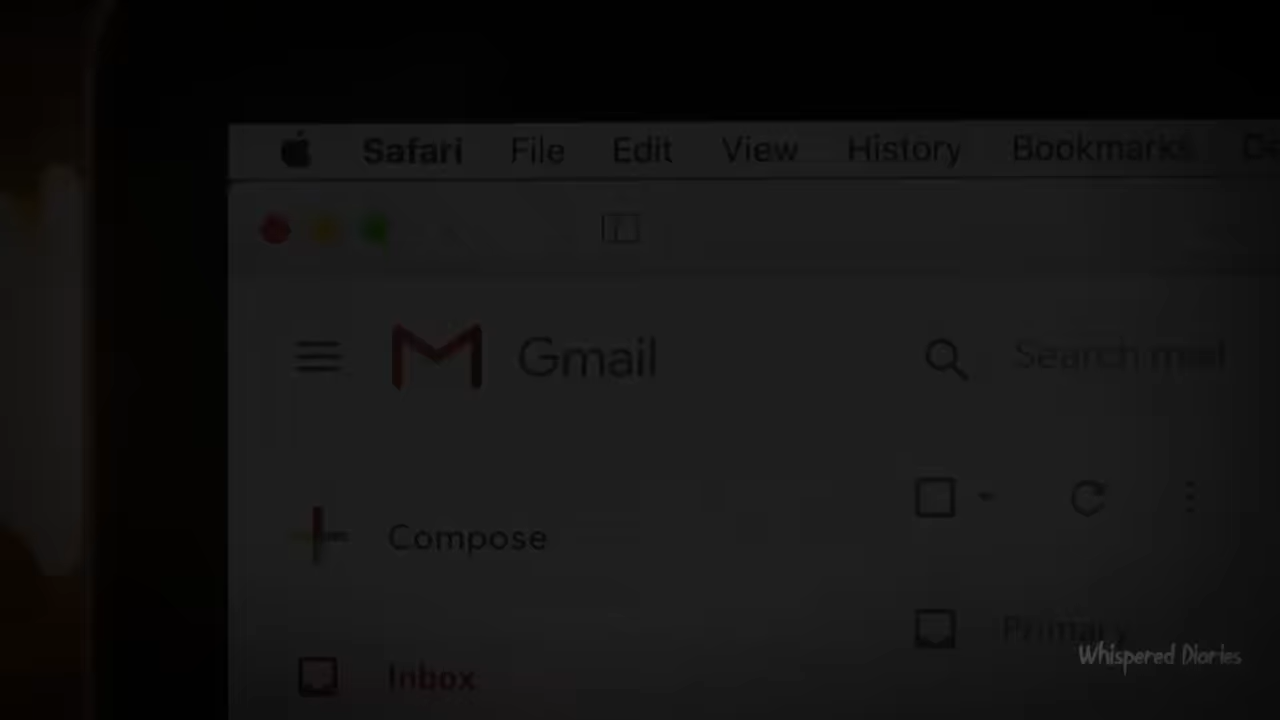 Safari File Edit View History Bookmarks
Gmail Search mail
Compose
Primary
Inbox
Whispered Diaries